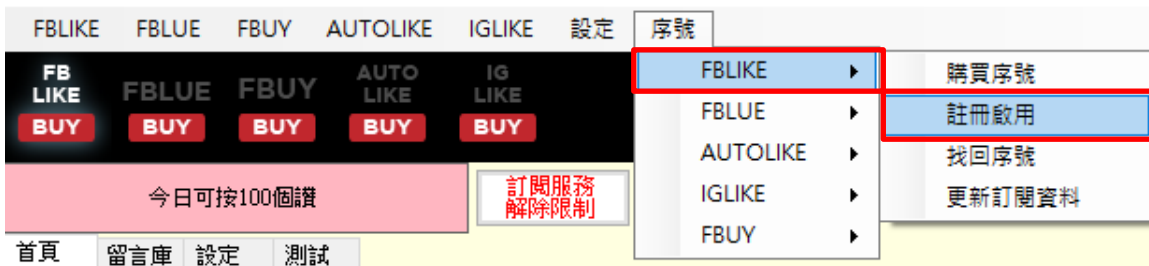 FBLIKE FBLUE FBUY AUTOLIKE IGLIKE 設定 序號
FB LIKE
BUY
FBLUE
BUY
FBUY
BUY
AUTO LIKE
BUY
IG LIKE
BUY
FBLIKE
FBLUE
AUTOLIKE
IGLIKE
FBUY
購買序號
註冊啟用
找回序號
更新訂閱資料
今日可按100個讚
訂閱服務
解除限制
首頁 留言庫 設定 測試